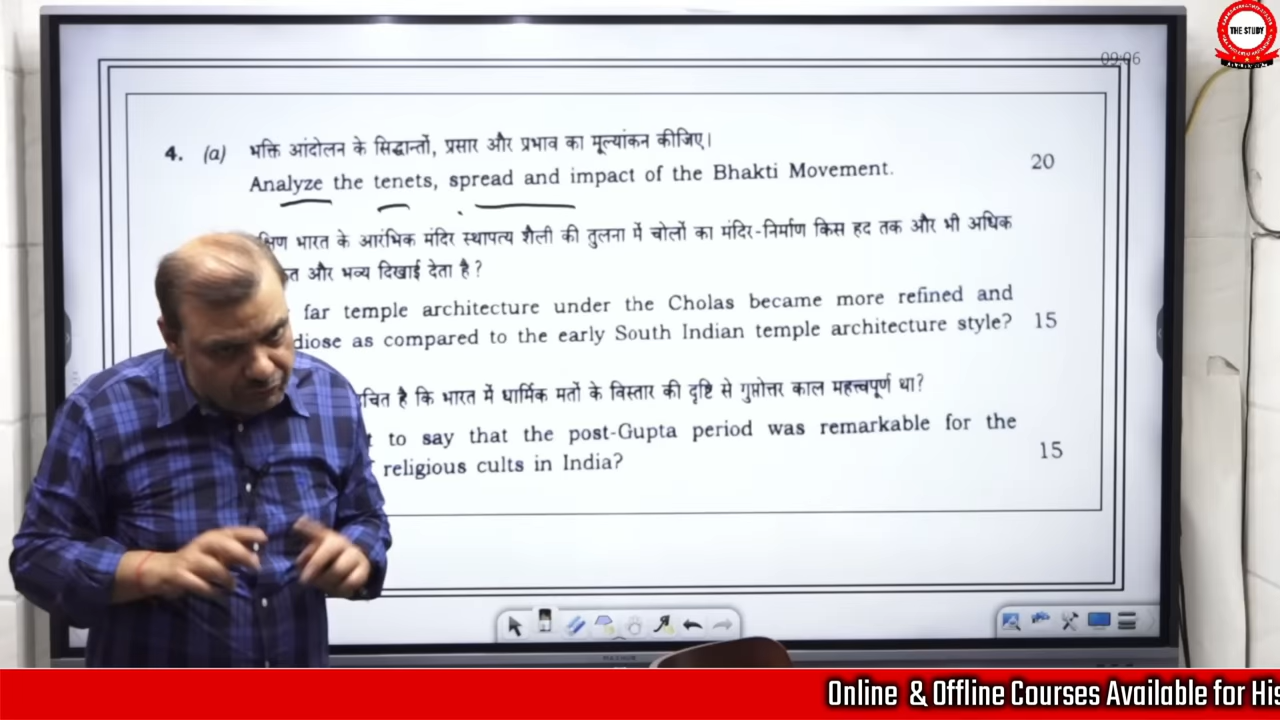 THE STUDY
09:06
4. (a) भक्ति आंदोलन के सिद्धान्तों, प्रसार और प्रभाव का मूल्यांकन कीजिए।
Analyze the tenets, spread and impact of the Bhakti Movement. 20
भारत के आरंभिक मंदिर स्थापत्य शैली की तुलना में चोलों का मंदिर-निर्माण किस हद तक और भी अधिक
और भव्य दिखाई देता है?
far temple architecture under the Cholas became more refined and
as compared to the early South Indian temple architecture style? 15
है कि भारत में धार्मिक मतों के विस्तार की दृष्टि से गुप्तोत्तर काल महत्त्वपूर्ण था?
to say that the post-Gupta period was remarkable for the
religious cults in India? 15
Online & Offline Courses Available for His